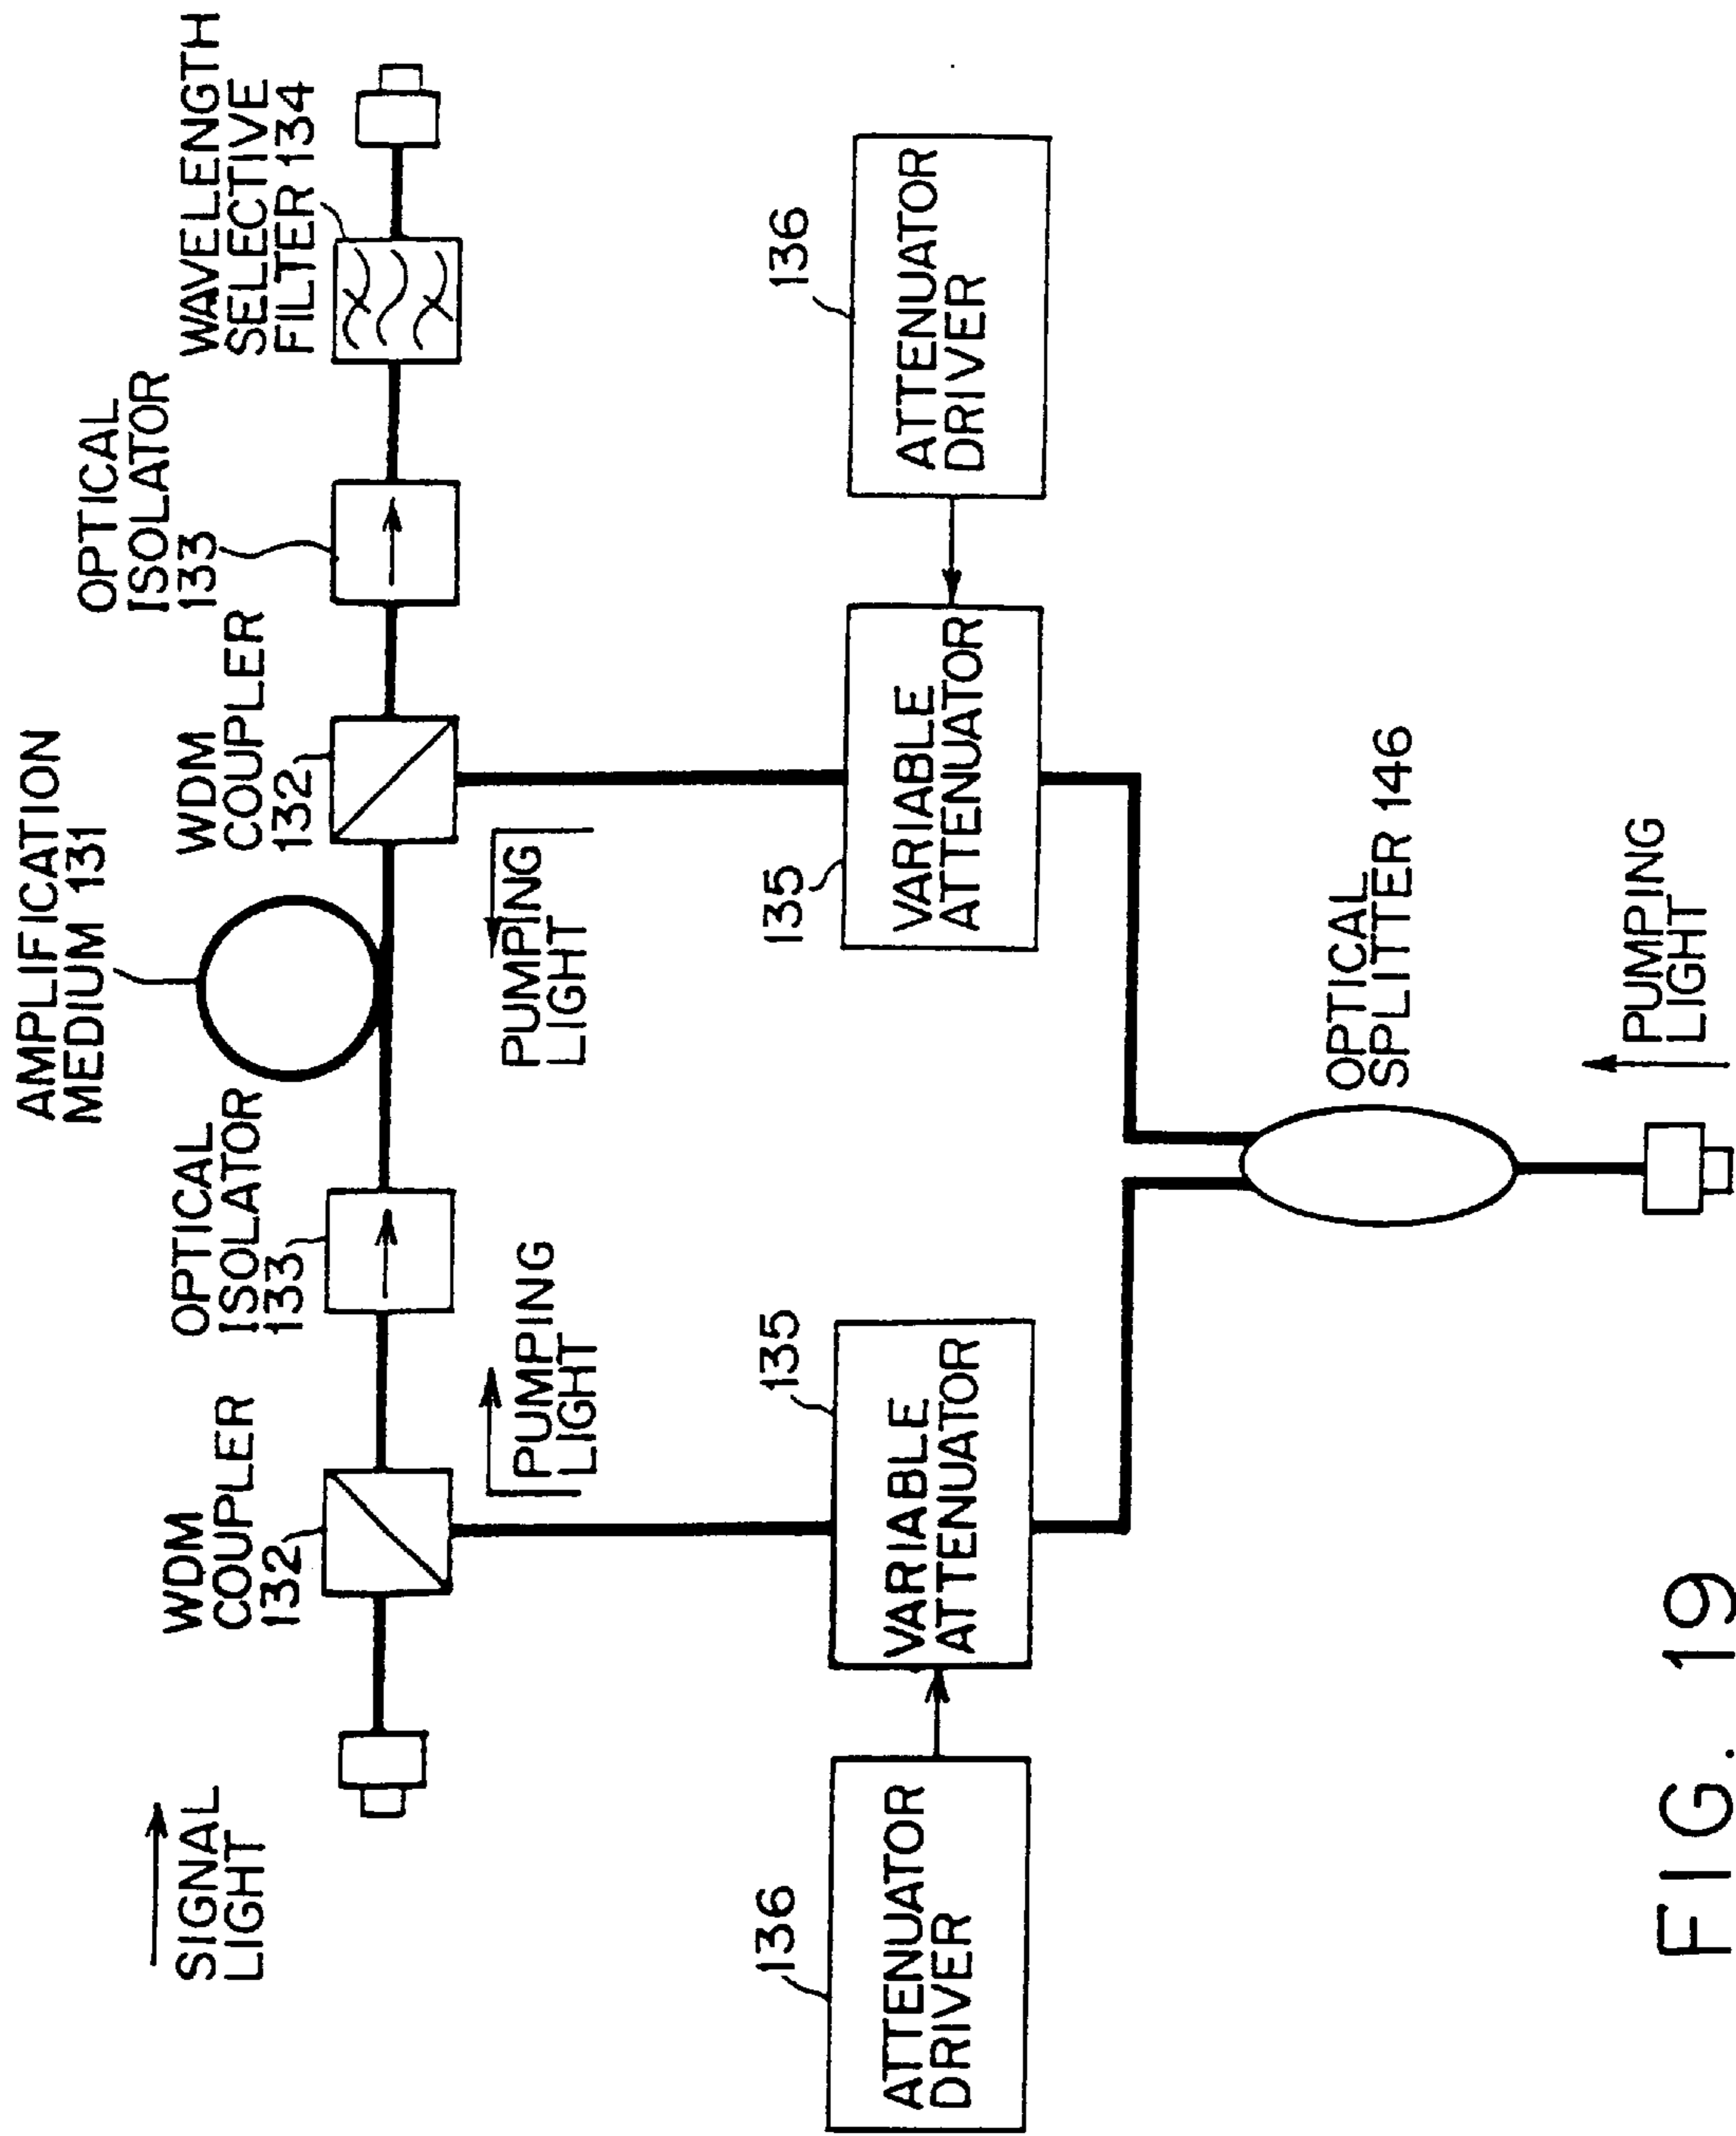 AMPLIFICATION
MEDIUM 131
SIGNAL
LIGHT
WDM
COUPLER
132
OPTICAL
ISOLATOR
133
WDM
COUPLER
132
OPTICAL
ISOLATOR
133
WAVELENGTH
SELECTIVE
FILTER 134
PUMPING
LIGHT
PUMPING
LIGHT
136
ATTENUATOR
DRIVER
135
VARIABLE
ATTENUATOR
135
VARIABLE
ATTENUATOR
136
ATTENUATOR
DRIVER
OPTICAL
SPLITTER 146
PUMPING
LIGHT
FIG. 19